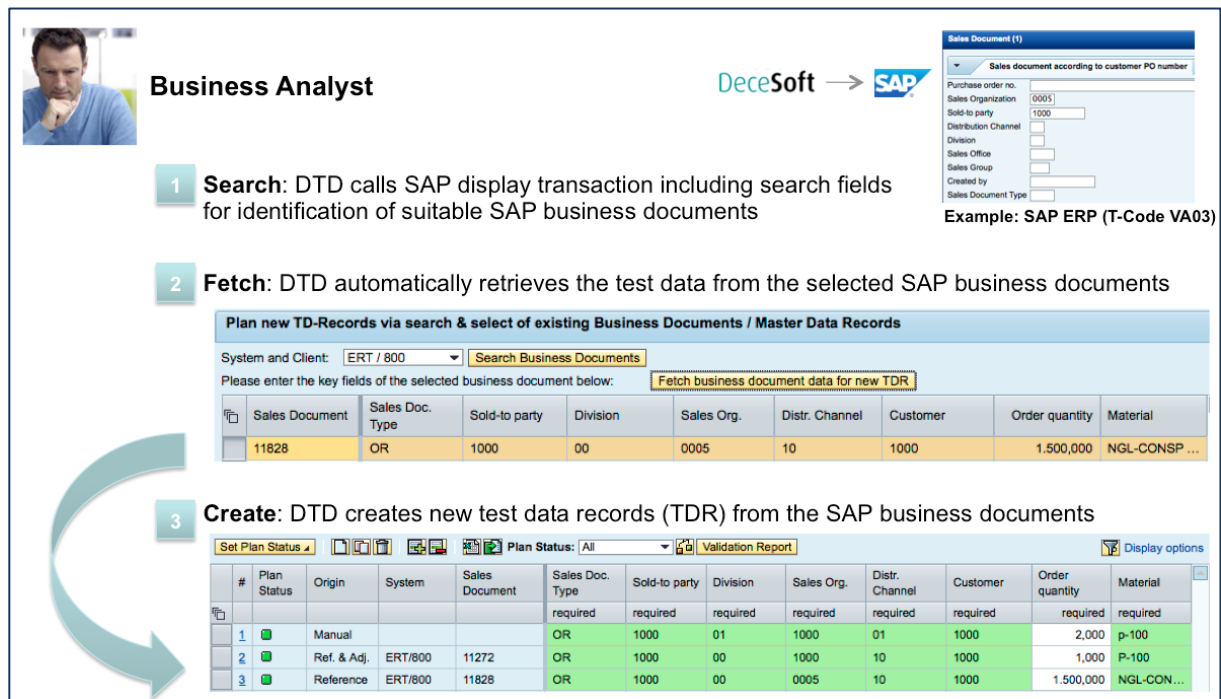 Business Analyst
DeceSoft → SAP
Sales Document (1)
Sales document according to customer PO number
Purchase order no.
Sales Organization 0005
Sold-to party 1000
Distribution Channel
Division
Sales Office
Sales Group
Created by
Sales Document Type
Example: SAP ERP (T-Code VA03)
1 Search: DTD calls SAP display transaction including search fields
for identification of suitable SAP business documents
2 Fetch: DTD automatically retrieves the test data from the selected SAP business documents
Plan new TD-Records via search & select of existing Business Documents / Master Data Records
System and Client: ERT / 800 Search Business Documents
Please enter the key fields of the selected business document below: Fetch business document data for new TDR
Sales Document Sales Doc. Type Sold-to party Division Sales Org. Distr. Channel Customer Order quantity Material
11828 OR 1000 00 0005 10 1000 1.500,000 NGL-CONSP ...
3 Create: DTD creates new test data records (TDR) from the SAP business documents
Set Plan Status Plan Status: All Validation Report Display options
# Plan Status Origin System Sales Document Sales Doc. Type Sold-to party Division Sales Org. Distr. Channel Customer Order quantity Material
required required required required required required required required
1 Manual OR 1000 01 1000 01 1000 2,000 p-100
2 Ref. & Adj. ERT/800 11272 OR 1000 00 1000 10 1000 1,000 P-100
3 Reference ERT/800 11828 OR 1000 00 0005 10 1000 1.500,000 NGL-CON...